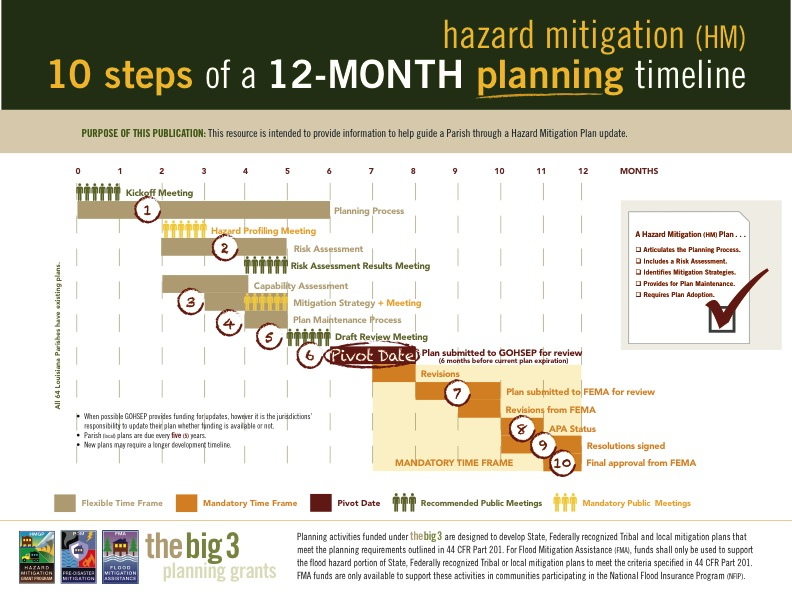 hazard mitigation (HM)
10 steps of a 12-MONTH planning timeline
PURPOSE OF THIS PUBLICATION: This resource is intended to provide information to help guide a Parish through a Hazard Mitigation Plan update.
0 1 2 3 4 5 6 7 8 9 10 11 12 MONTHS
Kickoff Meeting
1 Planning Process
Hazard Profiling Meeting
2 Risk Assessment
Risk Assessment Results Meeting
Capability Assessment
3 Mitigation Strategy + Meeting
4 Plan Maintenance Process
5 Draft Review Meeting
6 Pivot Date Plan submitted to GOHSEP for review
(6 months before current plan expiration)
Revisions
7 Plan submitted to FEMA for review
Revisions from FEMA
8 APA Status
9 Resolutions signed
10 Final approval from FEMA
MANDATORY TIME FRAME
A Hazard Mitigation (HM) Plan . . .
Articulates the Planning Process.
Includes a Risk Assessment.
Identifies Mitigation Strategies.
Provides for Plan Maintenance.
Requires Plan Adoption.
All 64 Louisiana Parishes have existing plans.
• When possible GOHSEP provides funding for updates, however it is the jurisdictions'
responsibility to update their plan whether funding is available or not.
• Parish (local) plans are due every five (5) years.
• New plans may require a longer development timeline.
Flexible Time Frame Mandatory Time Frame Pivot Date Recommended Public Meetings Mandatory Public Meetings
HMGP
HAZARD
MITIGATION
GRANT PROGRAM
PDM
PRE-DISASTER
MITIGATION
FMA
FLOOD
MITIGATION
ASSISTANCE
the big 3
planning grants
Planning activities funded under the big 3 are designed to develop State, Federally recognized Tribal and local mitigation plans that
meet the planning requirements outlined in 44 CFR Part 201. For Flood Mitigation Assistance (FMA), funds shall only be used to support
the flood hazard portion of State, Federally recognized Tribal or local mitigation plans to meet the criteria specified in 44 CFR Part 201.
FMA funds are only available to support these activities in communities participating in the National Flood Insurance Program (NFIP).